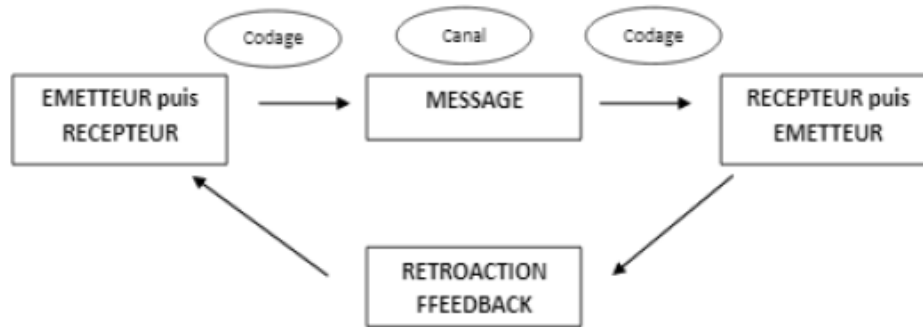 Codage
Canal
Codage
EMETTEUR puis
RECEPTEUR
MESSAGE
RECEPTEUR puis
EMETTEUR
RETROACTION
FFEEDBACK